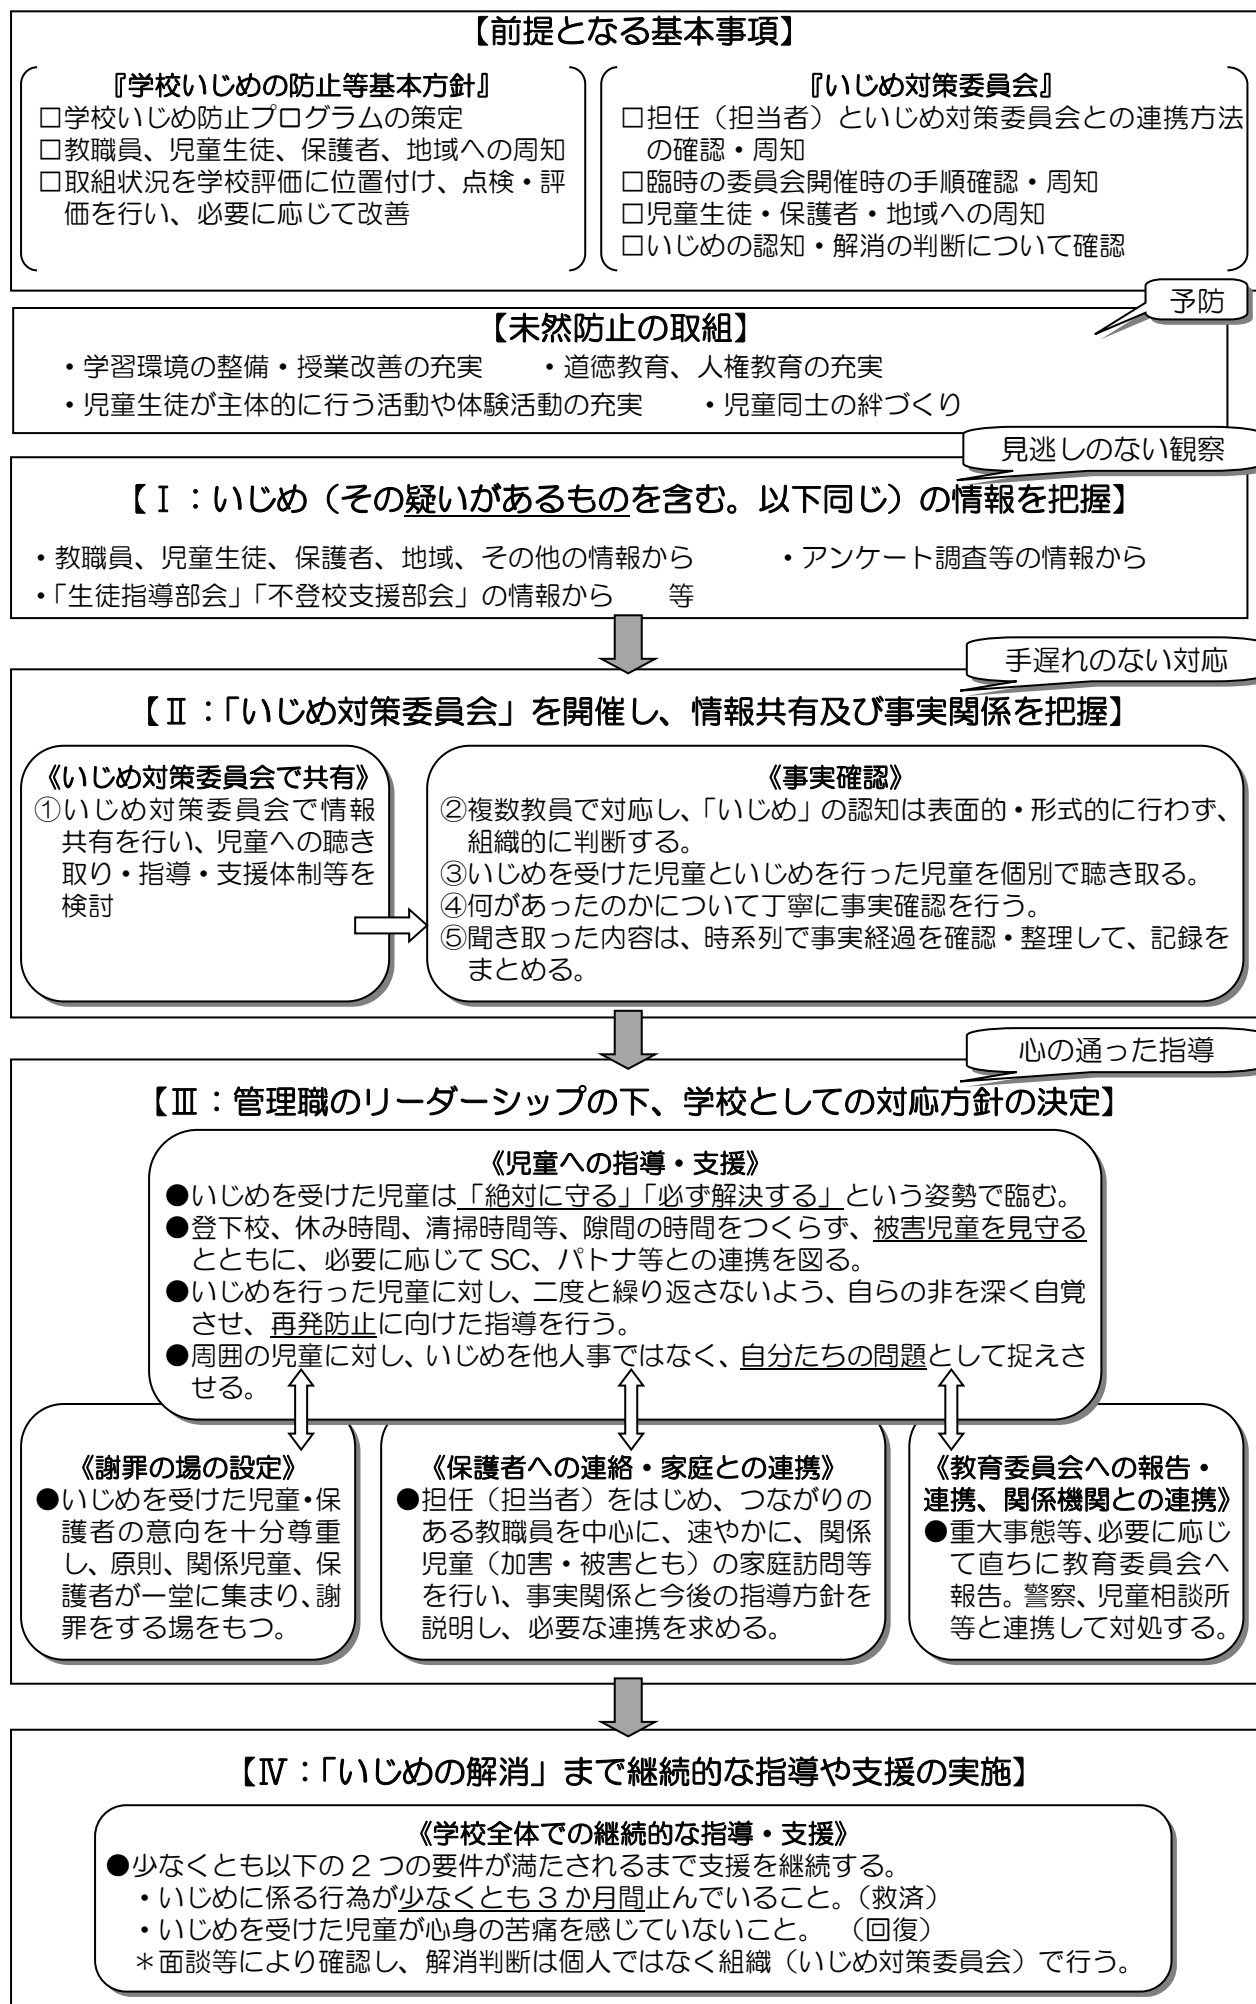 【前提となる基本事項】
『学校いじめの防止等基本方針』
□学校いじめ防止プログラムの策定
□教職員、児童生徒、保護者、地域への周知
□取組状況を学校評価に位置付け、点検・評
価を行い、必要に応じて改善
『いじめ対策委員会』
□担任（担当者）といじめ対策委員会との連携方法
の確認・周知
□臨時の委員会開催時の手順確認・周知
□児童生徒・保護者・地域への周知
□いじめの認知・解消の判断について確認
予防
【未然防止の取組】
・学習環境の整備・授業改善の充実　　・道徳教育、人権教育の充実
・児童生徒が主体的に行う活動や体験活動の充実　　・児童同士の絆づくり
見逃しのない観察
【Ⅰ：いじめ（その疑いがあるものを含む。以下同じ）の情報を把握】
・教職員、児童生徒、保護者、地域、その他の情報から　　・アンケート調査等の情報から
・「生徒指導部会」「不登校支援部会」の情報から　　等
手遅れのない対応
【Ⅱ：「いじめ対策委員会」を開催し、情報共有及び事実関係を把握】
《いじめ対策委員会で共有》
①いじめ対策委員会で情報
共有を行い、児童への聴き
取り・指導・支援体制等を
検討
《事実確認》
②複数教員で対応し、「いじめ」の認知は表面的・形式的に行わず、
組織的に判断する。
③いじめを受けた児童といじめを行った児童を個別で聴き取る。
④何があったのかについて丁寧に事実確認を行う。
⑤聞き取った内容は、時系列で事実経過を確認・整理して、記録を
まとめる。
心の通った指導
【Ⅲ：管理職のリーダーシップの下、学校としての対応方針の決定】
《児童への指導・支援》
●いじめを受けた児童は「絶対に守る」「必ず解決する」という姿勢で臨む。
●登下校、休み時間、清掃時間等、隙間の時間をつくらず、被害児童を見守る
とともに、必要に応じて SC、パトナ等との連携を図る。
●いじめを行った児童に対し、二度と繰り返さないよう、自らの非を深く自覚
させ、再発防止に向けた指導を行う。
●周囲の児童に対し、いじめを他人事ではなく、自分たちの問題として捉えさ
せる。
《謝罪の場の設定》
●いじめを受けた児童・保
護者の意向を十分尊重
し、原則、関係児童、保
護者が一堂に集まり、謝
罪をする場をもつ。
《保護者への連絡・家庭との連携》
●担任（担当者）をはじめ、つながりの
ある教職員を中心に、速やかに、関係
児童（加害・被害とも）の家庭訪問等
を行い、事実関係と今後の指導方針を
説明し、必要な連携を求める。
《教育委員会への報告・
連携、関係機関との連携》
●重大事態等、必要に応じ
て直ちに教育委員会へ
報告。警察、児童相談所
等と連携して対処する。
【Ⅳ：「いじめの解消」まで継続的な指導や支援の実施】
《学校全体での継続的な指導・支援》
●少なくとも以下の２つの要件が満たされるまで支援を継続する。
・いじめに係る行為が少なくとも３か月間止んでいること。（救済）
・いじめを受けた児童が心身の苦痛を感じていないこと。　（回復）
＊面談等により確認し、解消判断は個人ではなく組織（いじめ対策委員会）で行う。